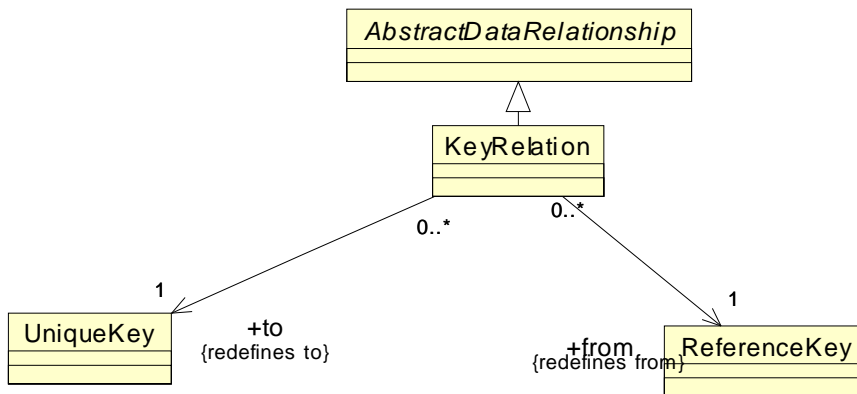 AbstractDataRelationship
KeyRelation
0..*
0..*
1
1
UniqueKey
+to
{redefines to}
+from
{redefines from}
ReferenceKey